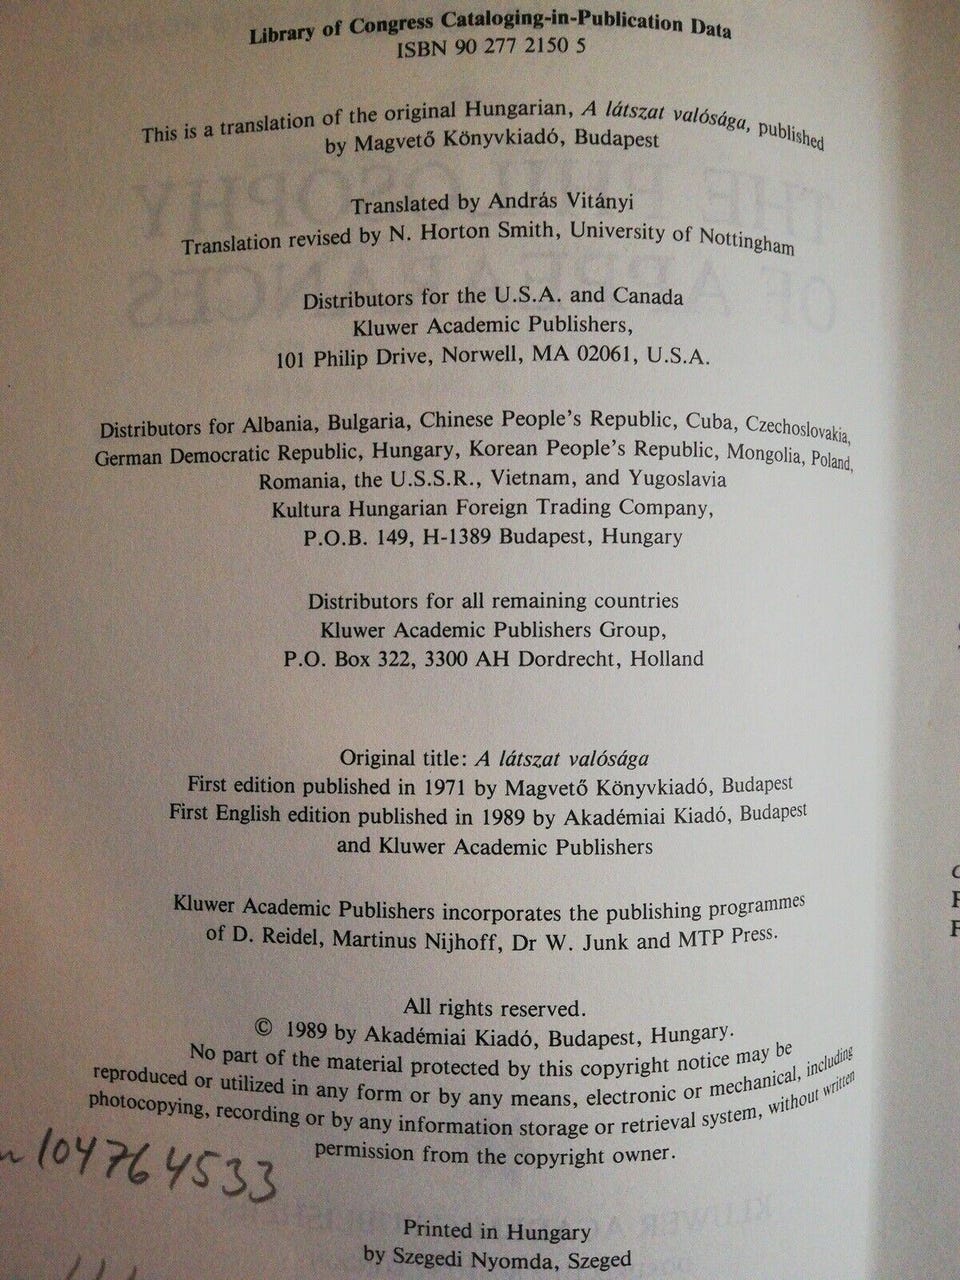 Library of Congress Cataloging-in-Publication Data
ISBN 90 277 2150 5
This is a translation of the original Hungarian, A látszat valósága, published
by Magvető Könyvkiadó, Budapest
Translated by András Vitányi
Translation revised by N. Horton Smith, University of Nottingham
Distributors for the U.S.A. and Canada
Kluwer Academic Publishers,
101 Philip Drive, Norwell, MA 02061, U.S.A.
Distributors for Albania, Bulgaria, Chinese People's Republic, Cuba, Czechoslovakia,
German Democratic Republic, Hungary, Korean People's Republic, Mongolia, Poland,
Romania, the U.S.S.R., Vietnam, and Yugoslavia
Kultura Hungarian Foreign Trading Company,
P.O.B. 149, H-1389 Budapest, Hungary
Distributors for all remaining countries
Kluwer Academic Publishers Group,
P.O. Box 322, 3300 AH Dordrecht, Holland
Original title: A látszat valósága
First edition published in 1971 by Magvető Könyvkiadó, Budapest
First English edition published in 1989 by Akadémiai Kiadó, Budapest
and Kluwer Academic Publishers
Kluwer Academic Publishers incorporates the publishing programmes
of D. Reidel, Martinus Nijhoff, Dr W. Junk and MTP Press.
All rights reserved.
© 1989 by Akadémiai Kiadó, Budapest, Hungary.
No part of the material protected by this copyright notice may be
reproduced or utilized in any form or by any means, electronic or mechanical, including
photocopying, recording or by any information storage or retrieval system, without written
permission from the copyright owner.
104764533
Printed in Hungary
by Szegedi Nyomda, Szeged